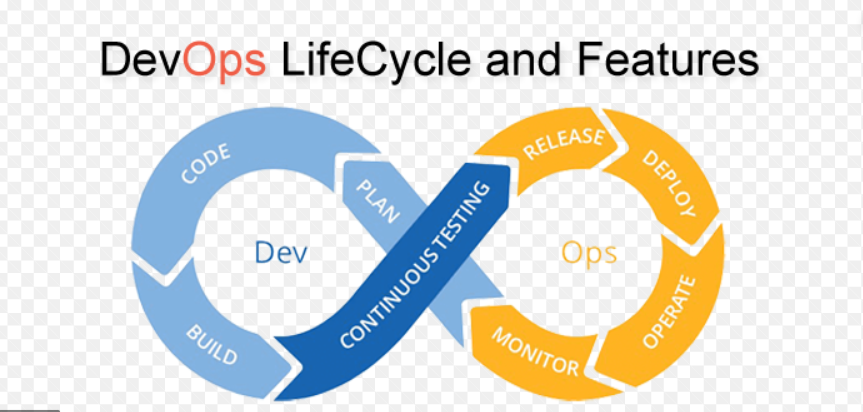 DevOps LifeCycle and Features
CODE
PLAN
Dev
BUILD
CONTINUOUS TESTING
RELEASE
DEPLOY
Ops
OPERATE
MONITOR